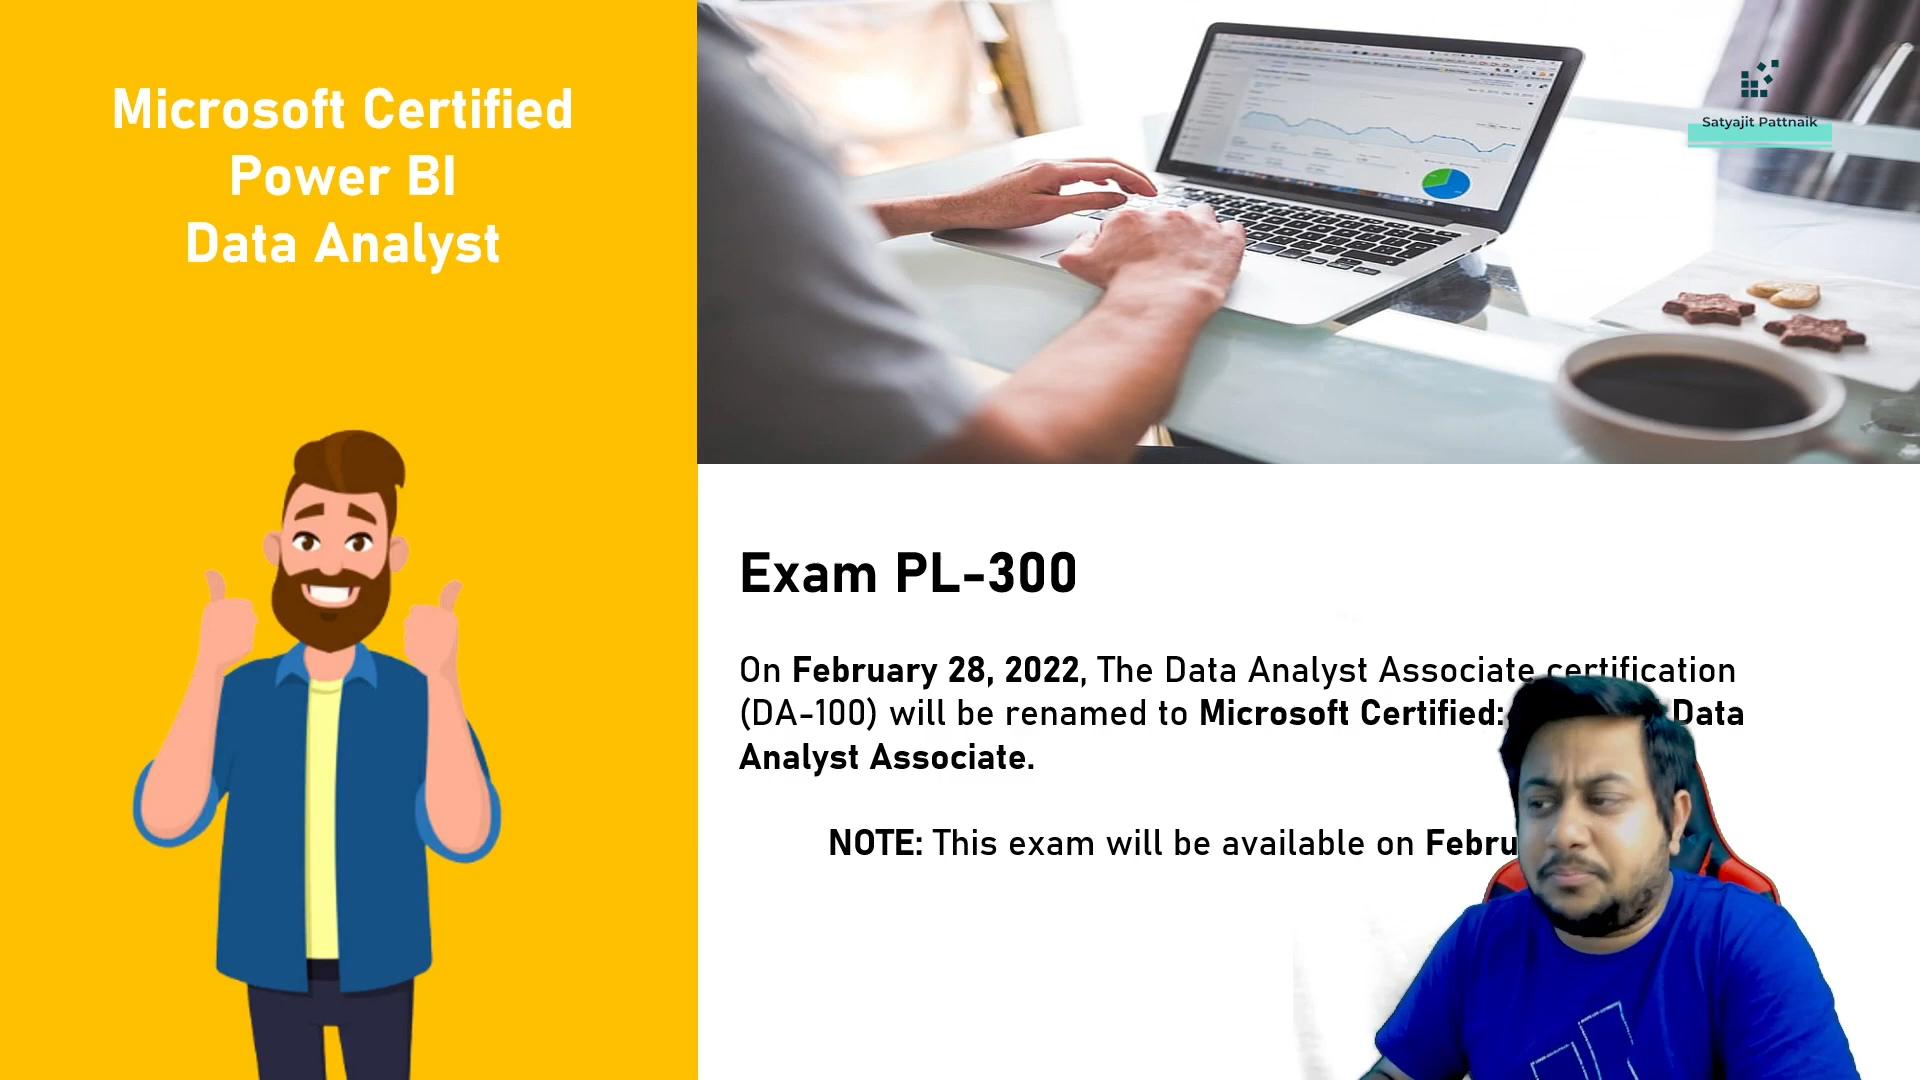 Microsoft Certified
Power BI
Data Analyst
Satyajit Pattnaik
Exam PL-300
On February 28, 2022, The Data Analyst Associate certification
(DA-100) will be renamed to Microsoft Certified: Data
Analyst Associate.
NOTE: This exam will be available on